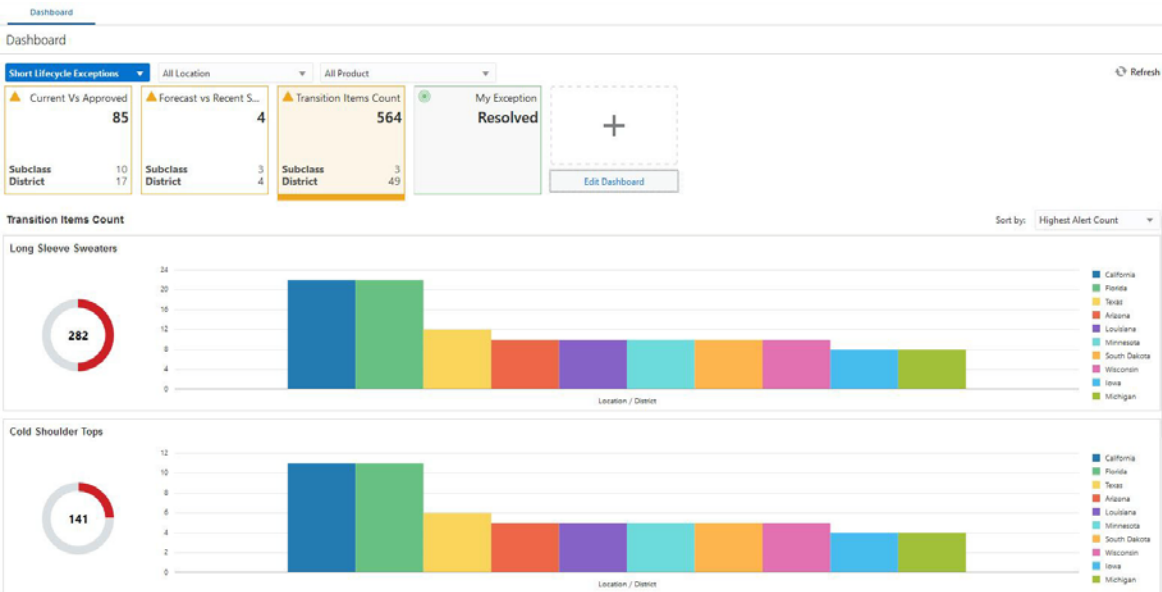 Dashboard
Dashboard
Short Lifecycle Exceptions
All Location
All Product
Refresh
Current Vs Approved
85
Subclass 10
District 17
Forecast vs Recent S...
4
Subclass 3
District 4
Transition Items Count
564
Subclass 3
District 49
My Exception
Resolved
+
Edit Dashboard
Transition Items Count
Sort by: Highest Alert Count
Long Sleeve Sweaters
282
24
20
16
12
8
4
0
Location / District
California
Florida
Texas
Arizona
Louisiana
Minnesota
South Dakota
Wisconsin
Iowa
Michigan
Cold Shoulder Tops
141
12
10
8
6
4
2
0
Location / District
California
Florida
Texas
Arizona
Louisiana
Minnesota
South Dakota
Wisconsin
Iowa
Michigan